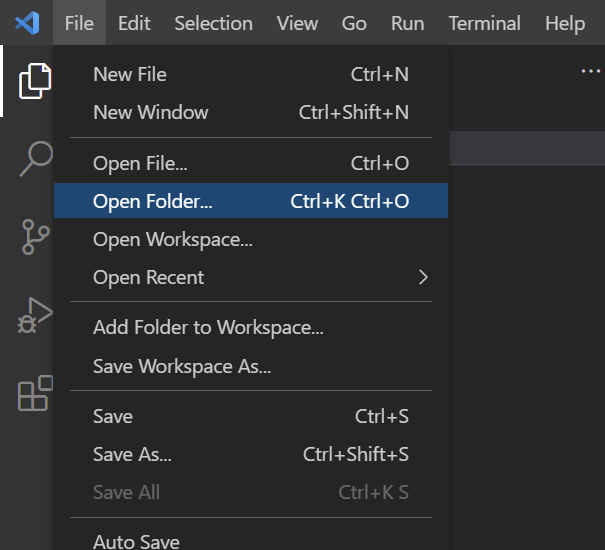 File Edit Selection View Go Run Terminal Help
New File Ctrl+N
New Window Ctrl+Shift+N
Open File... Ctrl+O
Open Folder... Ctrl+K Ctrl+O
Open Workspace...
Open Recent
Add Folder to Workspace...
Save Workspace As...
Save Ctrl+S
Save As... Ctrl+Shift+S
Save All Ctrl+K S
Auto Save